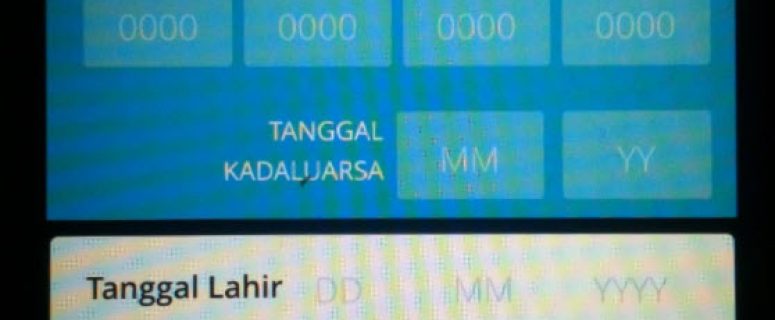 0000 0000 0000 0000
TANGGAL
KADALUARSA MM YY
Tanggal Lahir DD MM YYYY